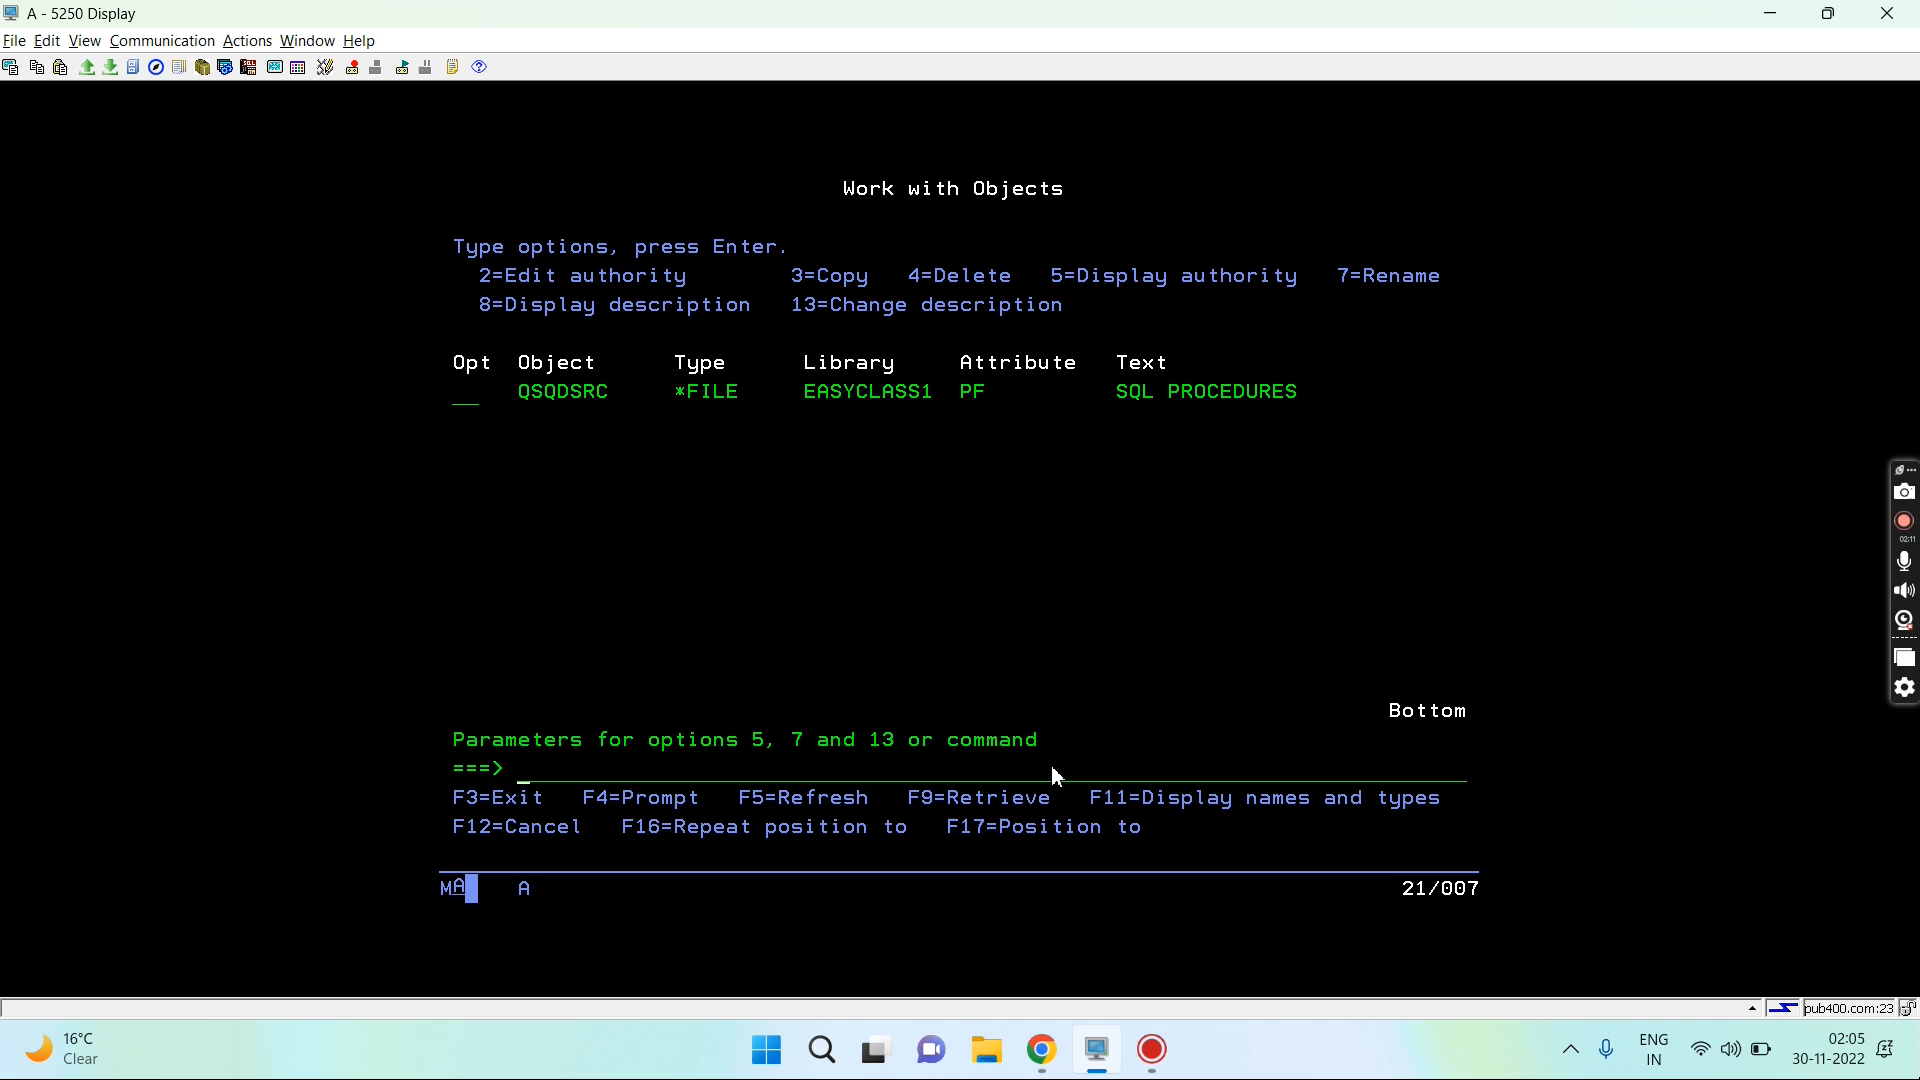 A - 5250 Display
File Edit View Communication Actions Window Help
Work with Objects
Type options, press Enter.
2=Edit authority 3=Copy 4=Delete 5=Display authority 7=Rename
8=Display description 13=Change description
Opt Object Type Library Attribute Text
QSQDSRC *FILE EASYCLASS1 PF SQL PROCEDURES
Bottom
Parameters for options 5, 7 and 13 or command
===>
F3=Exit F4=Prompt F5=Refresh F9=Retrieve F11=Display names and types
F12=Cancel F16=Repeat position to F17=Position to
MA A 21/007
02:11
pub400.com:23
16°C
Clear
ENG
IN
02:05
30-11-2022